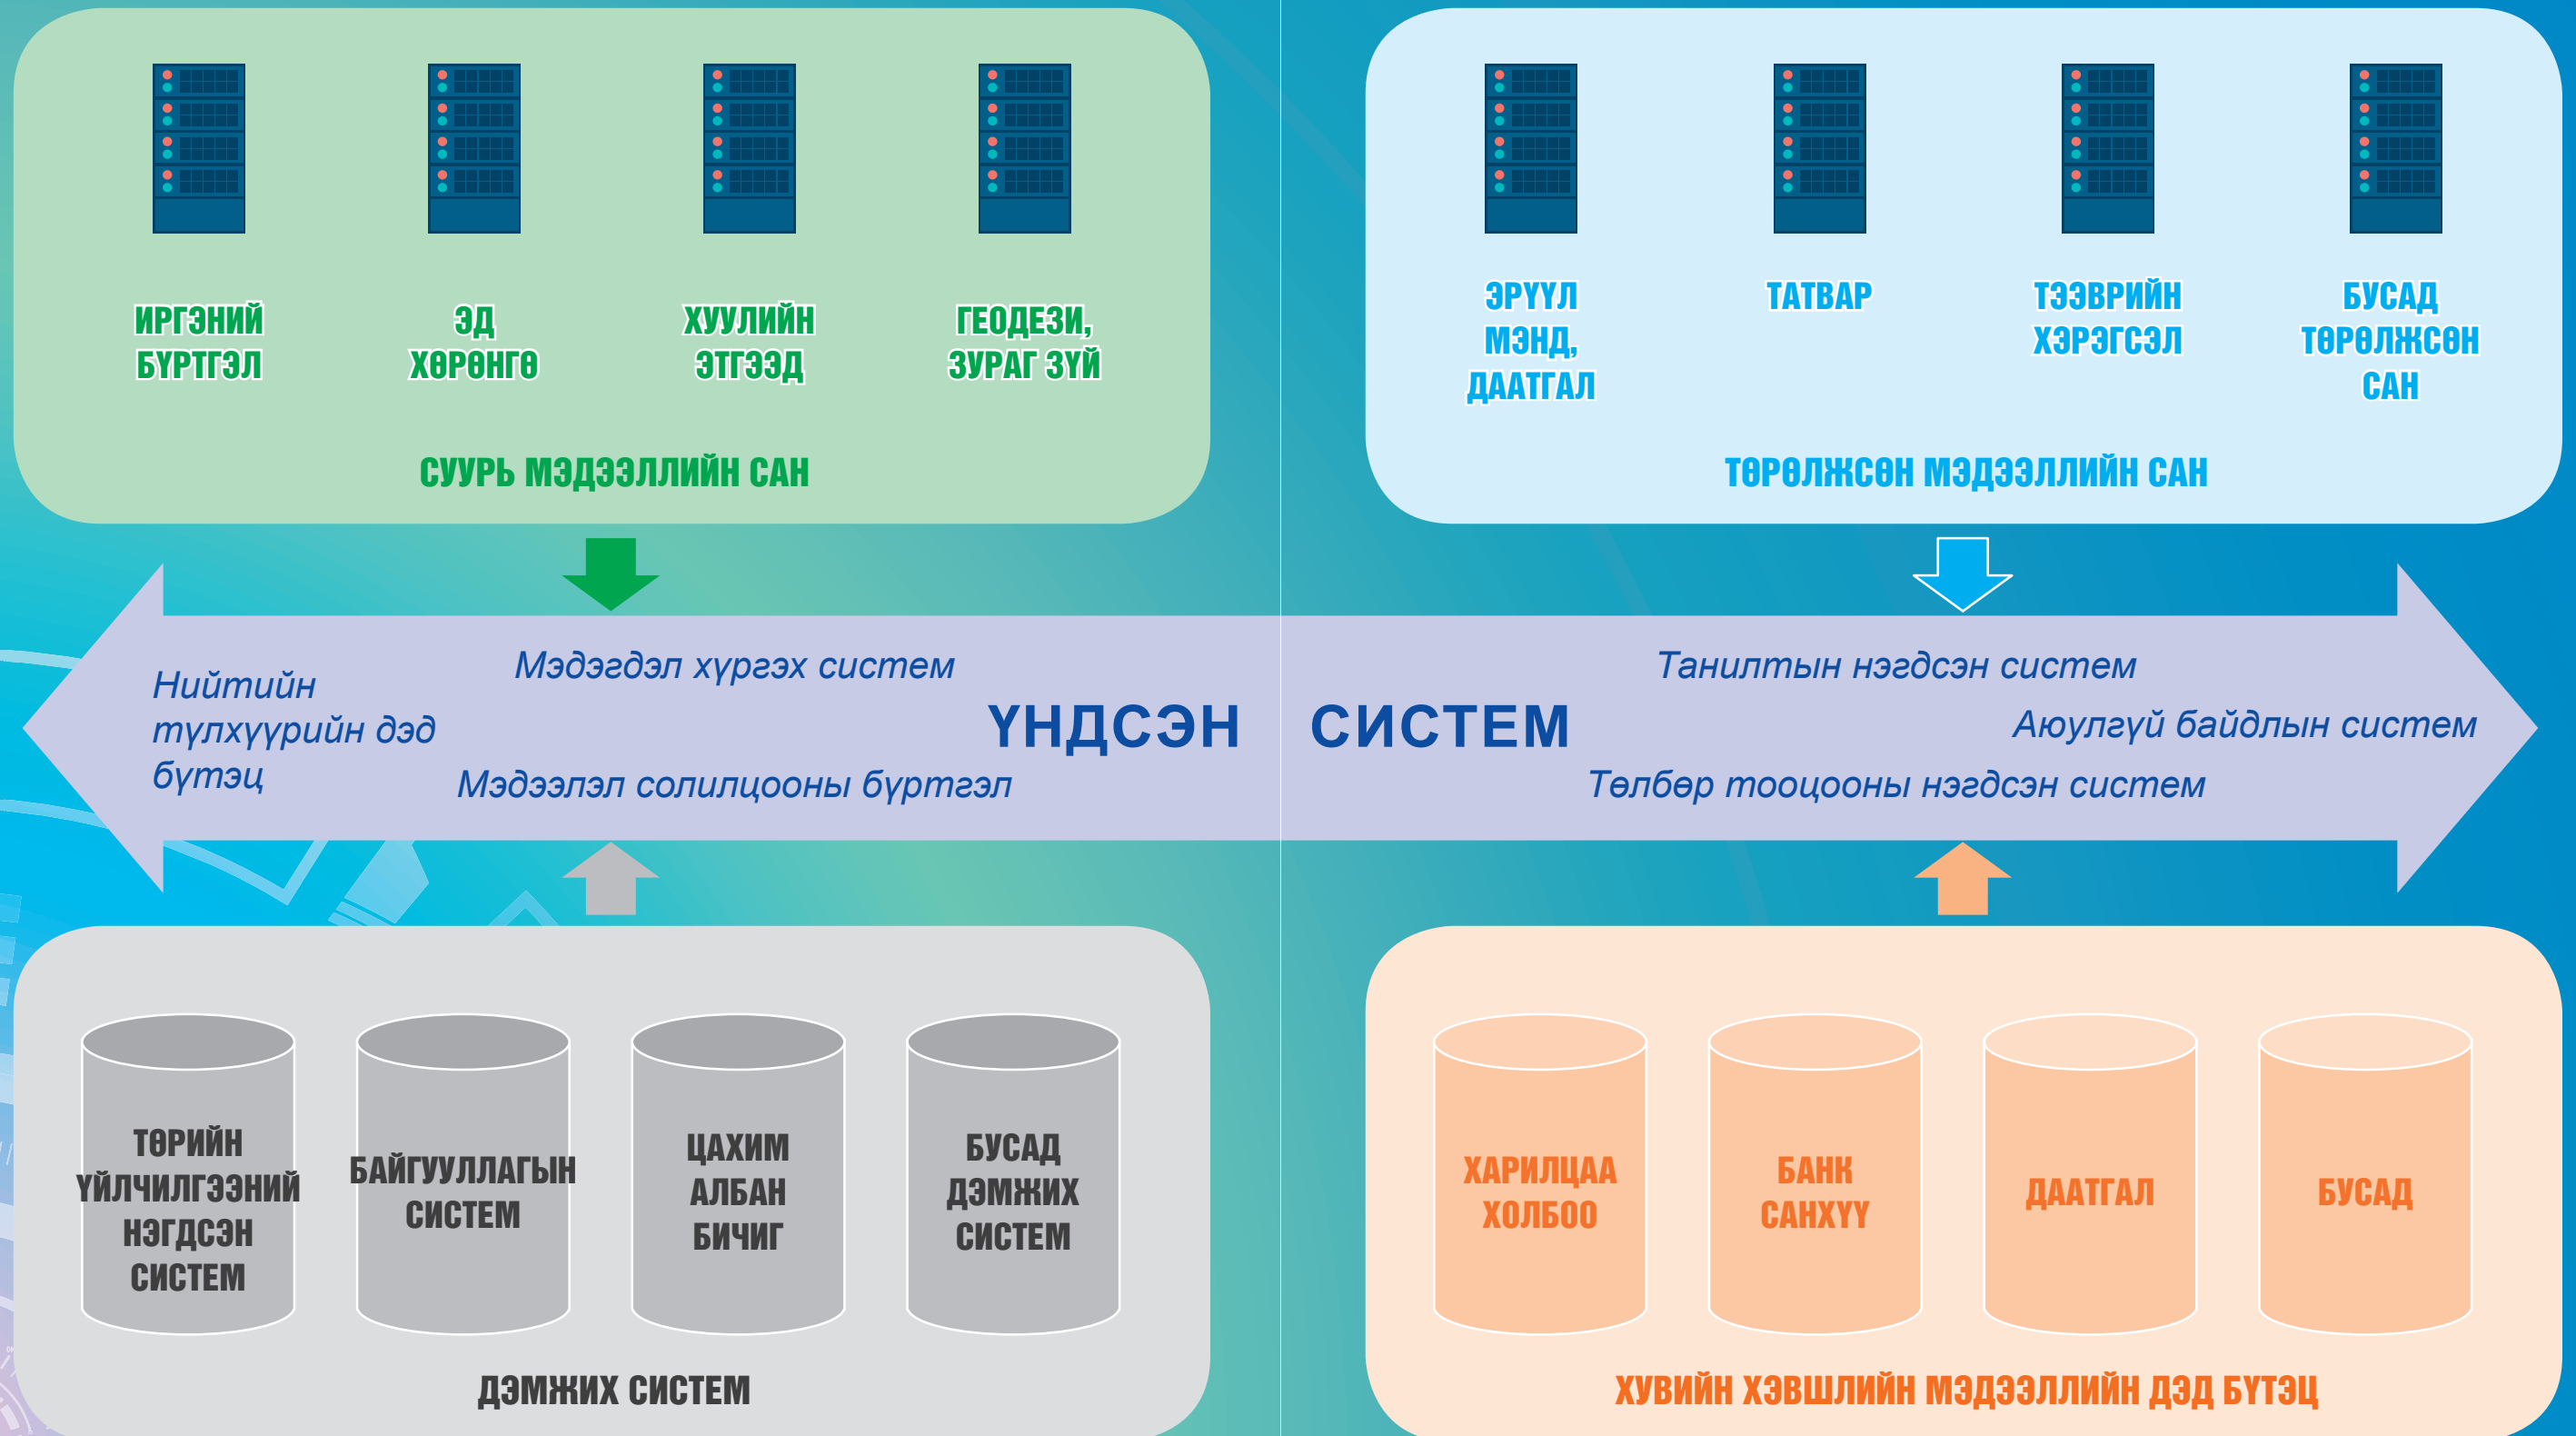 ИРГЭНИЙ
БҮРТГЭЛ
ЭД
ХӨРӨНГӨ
ХУУЛИЙН
ЭТГЭЭД
ГЕОДЕЗИ,
ЗУРАГ ЗҮЙ
СУУРЬ МЭДЭЭЛЛИЙН САН
ЭРҮҮЛ
МЭНД,
ДААТГАЛ
ТАТВАР
ТЭЭВРИЙН
ХЭРЭГСЭЛ
БУСАД
ТӨРӨЛЖСӨН
САН
ТӨРӨЛЖСӨН МЭДЭЭЛЛИЙН САН
Нийтийн
түлхүүрийн дэд
бүтэц
Мэдэгдэл хүргэх систем
Мэдээлэл солилцооны бүртгэл
ҮНДСЭН СИСТЕМ
Танилтын нэгдсэн систем
Аюулгүй байдлын систем
Төлбөр тооцооны нэгдсэн систем
ТӨРИЙН
ҮЙЛЧИЛГЭЭНИЙ
НЭГДСЭН
СИСТЕМ
БАЙГУУЛЛАГЫН
СИСТЕМ
ЦАХИМ
АЛБАН
БИЧИГ
БУСАД
ДЭМЖИХ
СИСТЕМ
ДЭМЖИХ СИСТЕМ
ХАРИЛЦАА
ХОЛБОО
БАНК
САНХҮҮ
ДААТГАЛ
БУСАД
ХУВИЙН ХЭВШЛИЙН МЭДЭЭЛЛИЙН ДЭД БҮТЭЦ